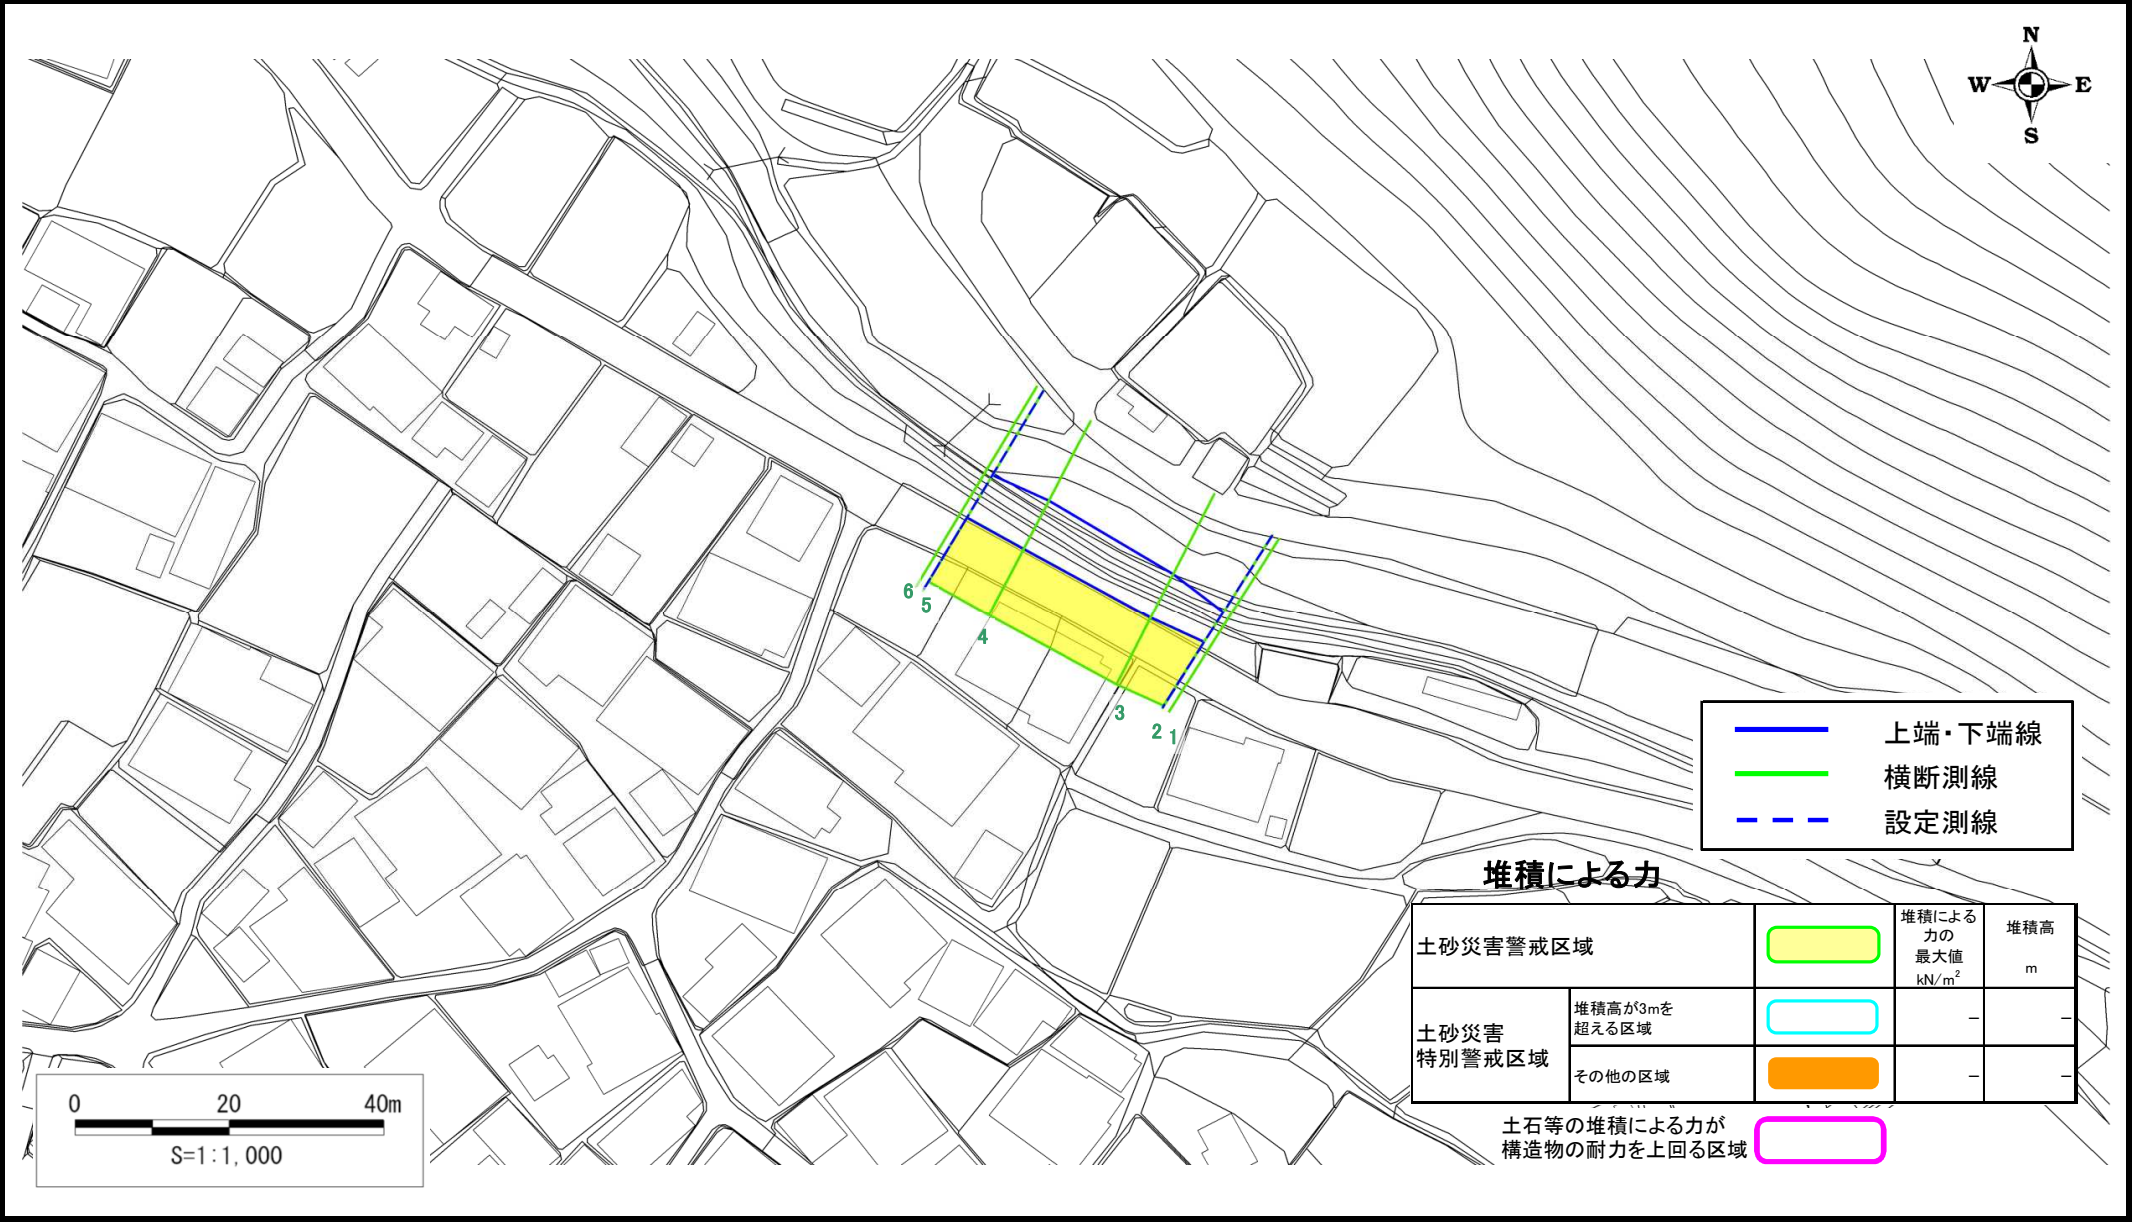 N
W E
S
6
5
4
3
2
1
上端・下端線
横断測線
設定測線
堆積による力
土砂災害警戒区域
堆積による
力の
最大値
kN/m²
堆積高
m
土砂災害
特別警戒区域
堆積高が3mを
超える区域
－ －
その他の区域
－ －
土石等の堆積による力が
構造物の耐力を上回る区域
0 20 40m
S=1:1,000